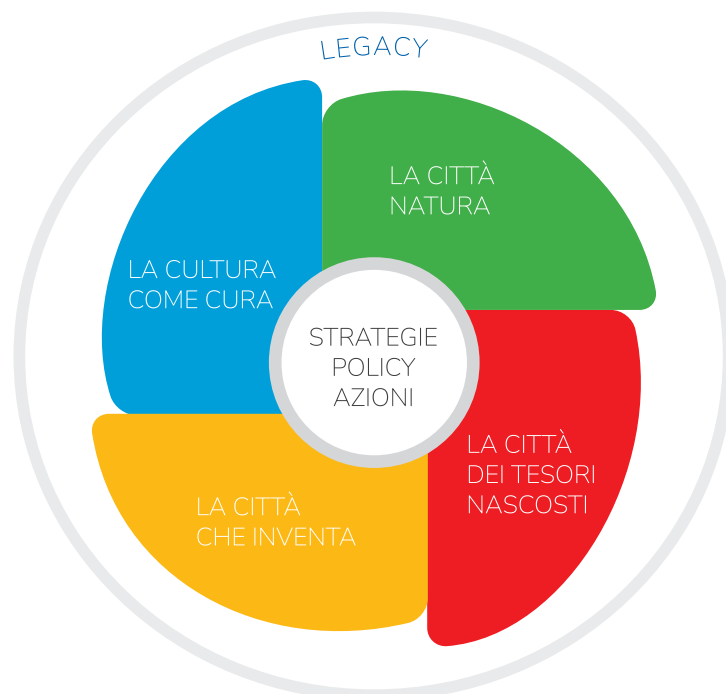 LEGACY
LA CITTÀ
NATURA
LA CULTURA
COME CURA
STRATEGIE
POLICY
AZIONI
LA CITTÀ
DEI TESORI
NASCOSTI
LA CITTÀ
CHE INVENTA